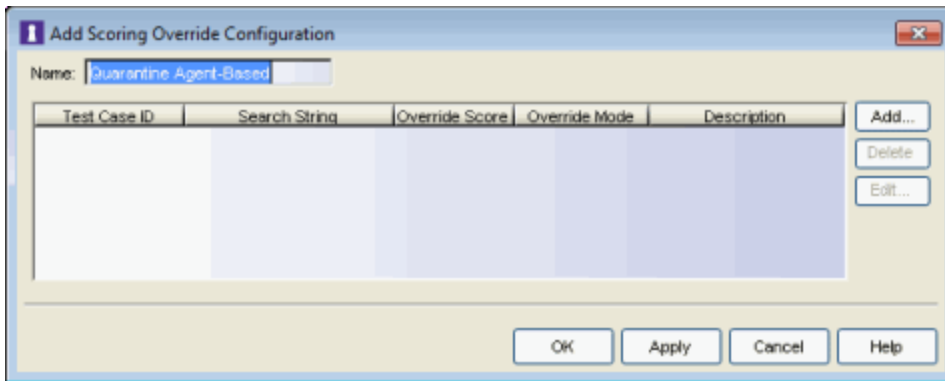 Add Scoring Override Configuration
Name: Quarantine Agent-Based
Test Case ID Search String Override Score Override Mode Description
Add...
Delete
Edit...
OK Apply Cancel Help